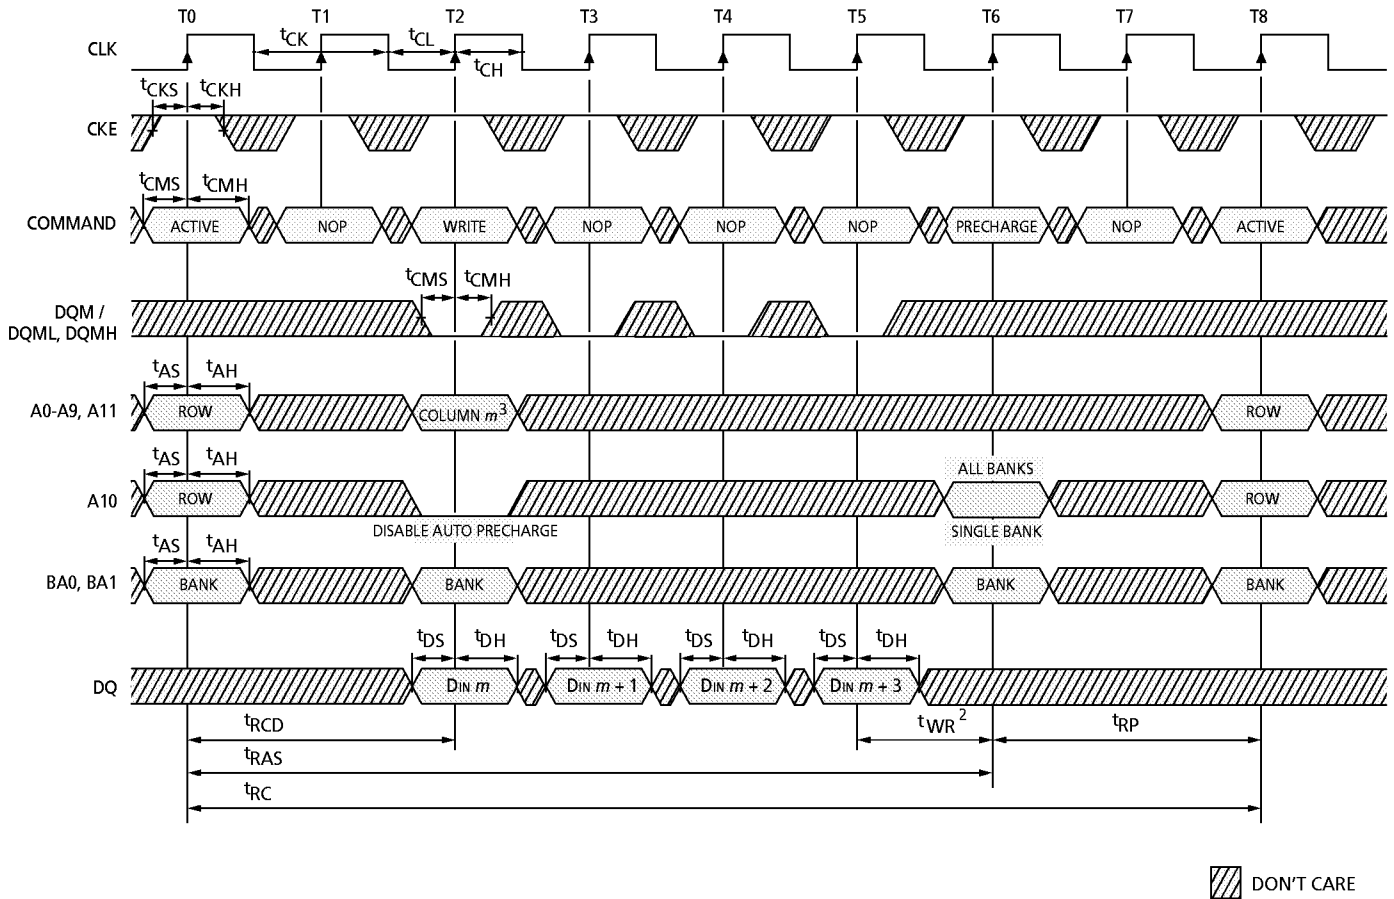 T0 T1 T2 T3 T4 T5 T6 T7 T8
CLK tCK tCL tCH
tCKS tCKH
CKE
tCMS tCMH
COMMAND ACTIVE NOP WRITE NOP NOP NOP PRECHARGE NOP ACTIVE
tCMS tCMH
DQM /
DQML, DQMH
tAS tAH
A0-A9, A11 ROW COLUMN m3 ROW
tAS tAH
ALL BANKS
A10 ROW ROW
DISABLE AUTO PRECHARGE SINGLE BANK
tAS tAH
BA0, BA1 BANK BANK BANK BANK
tDS tDH tDS tDH tDS tDH tDS tDH
DQ DIN m DIN m + 1 DIN m + 2 DIN m + 3
tRCD tWR2 tRP
tRAS
tRC
DON'T CARE